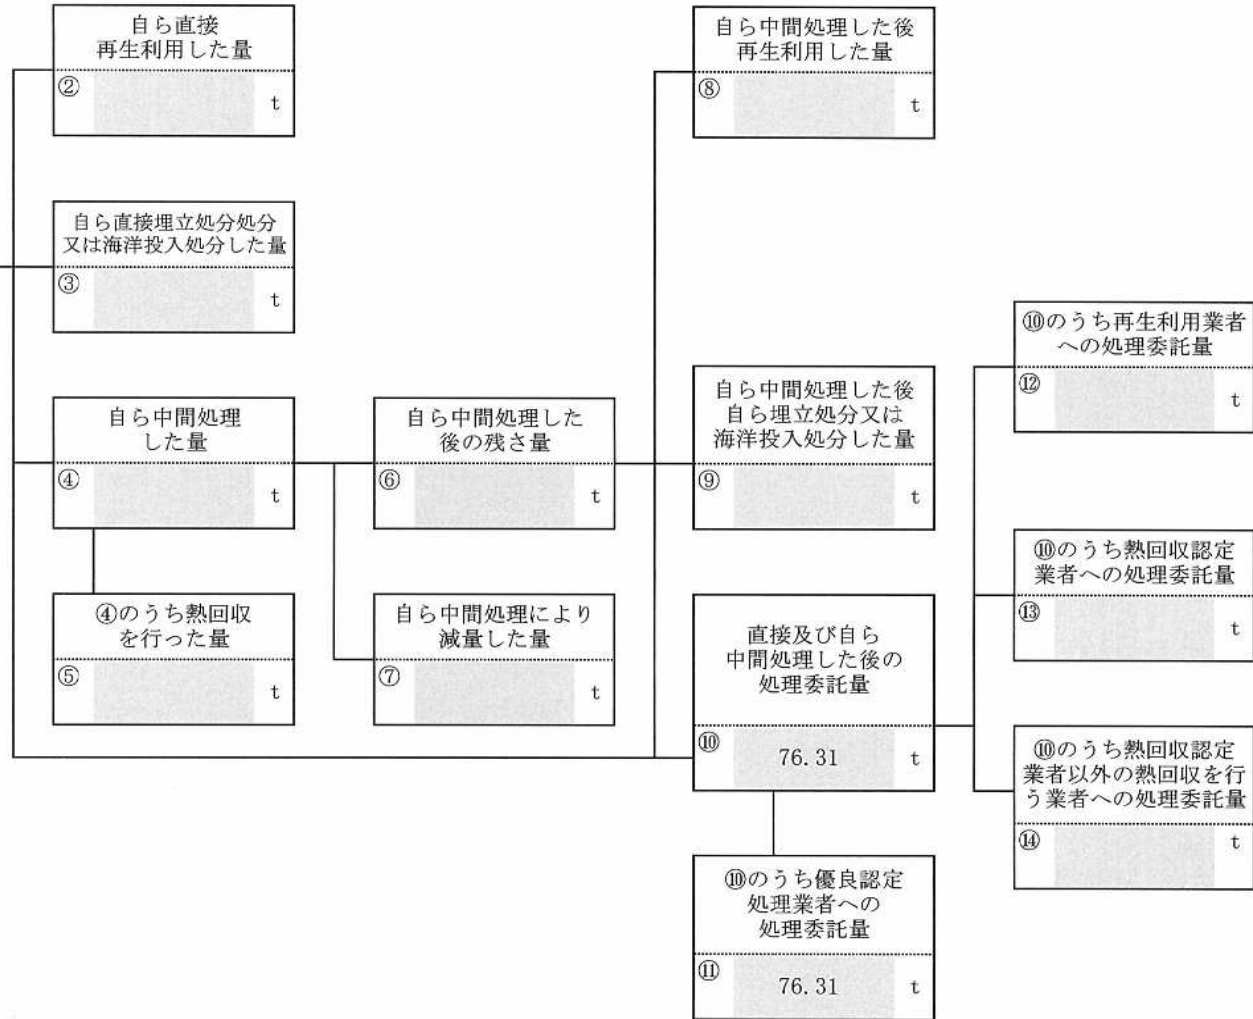 自ら直接
再生利用した量
② t
自ら中間処理した後
再生利用した量
⑧ t
自ら直接埋立処分処分
又は海洋投入処分した量
③ t
⑩のうち再生利用業者
への処理委託量
⑫ t
自ら中間処理
した量
④ t
自ら中間処理した
後の残さ量
⑥ t
自ら中間処理した後
自ら埋立処分又は
海洋投入処分した量
⑨ t
⑩のうち熱回収認定
業者への処理委託量
⑬ t
④のうち熱回収
を行った量
⑤ t
自ら中間処理により
減量した量
⑦ t
直接及び自ら
中間処理した後の
処理委託量
⑩ 76.31 t
⑩のうち熱回収認定
業者以外の熱回収を行
う業者への処理委託量
⑭ t
⑩のうち優良認定
処理業者への
処理委託量
⑪ 76.31 t